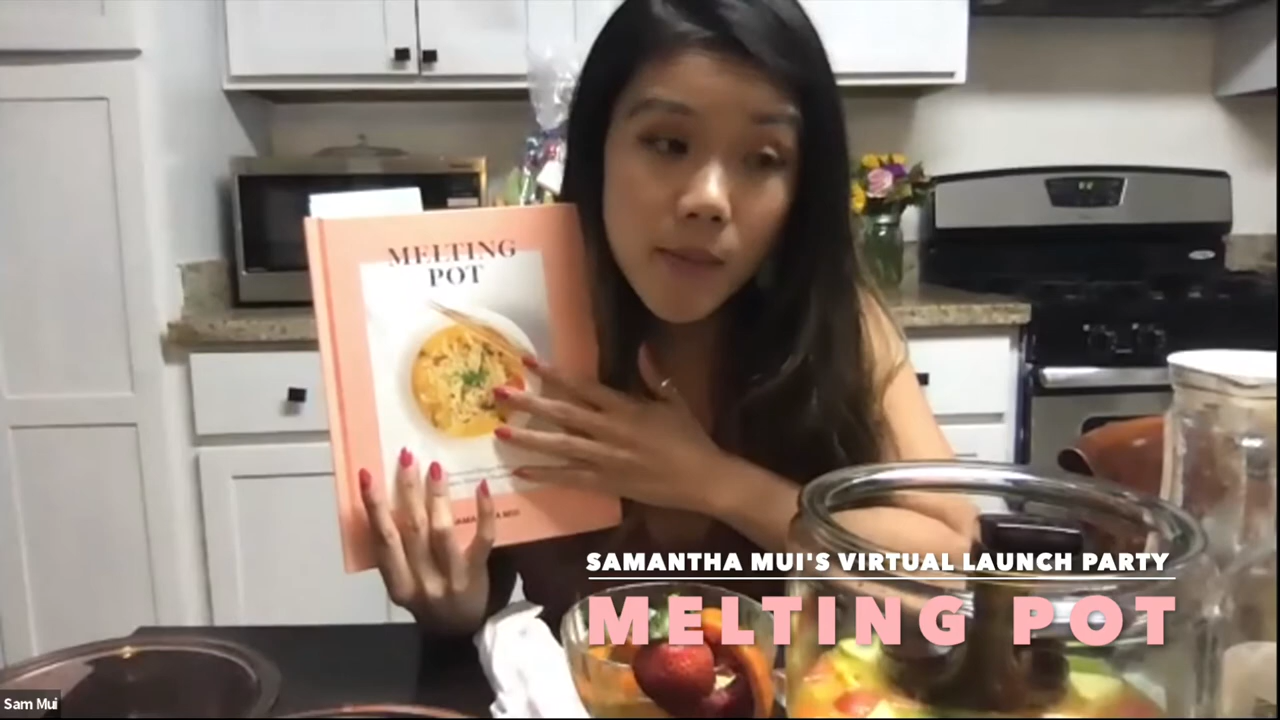 MELTING
POT
SAMANTHA MUI'S VIRTUAL LAUNCH PARTY
MELTING POT
Sam Mui